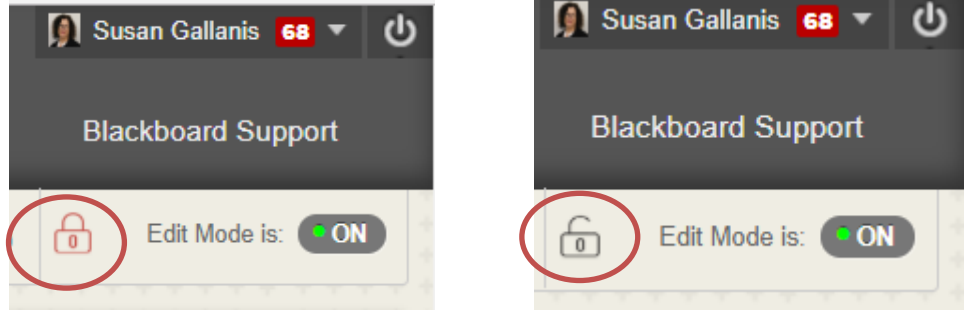 Susan Gallanis 68
Blackboard Support
0 Edit Mode is: ON
Susan Gallanis 68
Blackboard Support
0 Edit Mode is: ON